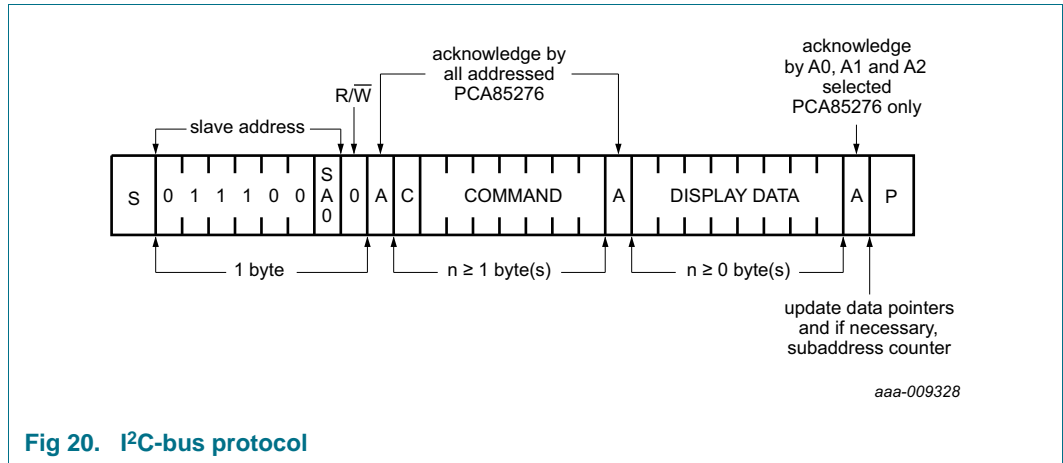 acknowledge by
all addressed
PCA85276
acknowledge
by A0, A1 and A2
selected
PCA85276 only
R/W̅
slave address
S 0 1 1 1 0 0 SA0 0 A C COMMAND A DISPLAY DATA A P
1 byte
n ≥ 1 byte(s)
n ≥ 0 byte(s)
update data pointers
and if necessary,
subaddress counter
aaa-009328
Fig 20. I²C-bus protocol